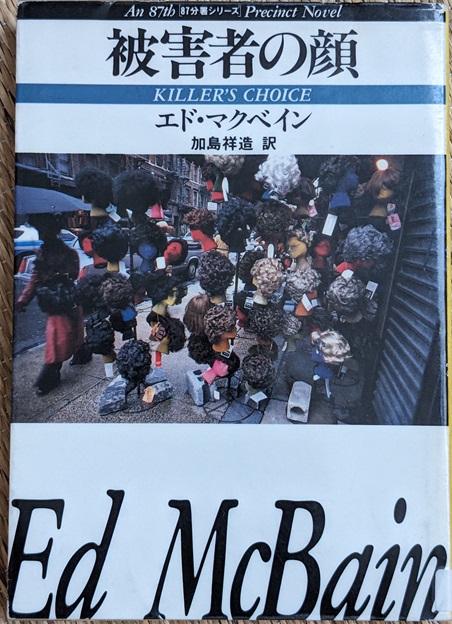 An 87th [87分署シリーズ] Precinct Novel
被害者の顔
KILLER'S CHOICE
エド・マクベイン
加島祥造 訳
Ed McBain